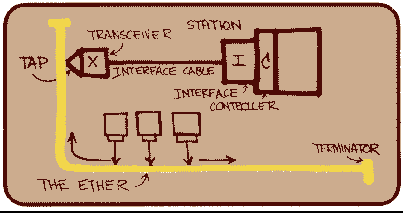 STATION
TRANSCEIVER
TAP
X
INTERFACE CABLE
I
C
INTERFACE
CONTROLLER
TERMINATOR
THE ETHER